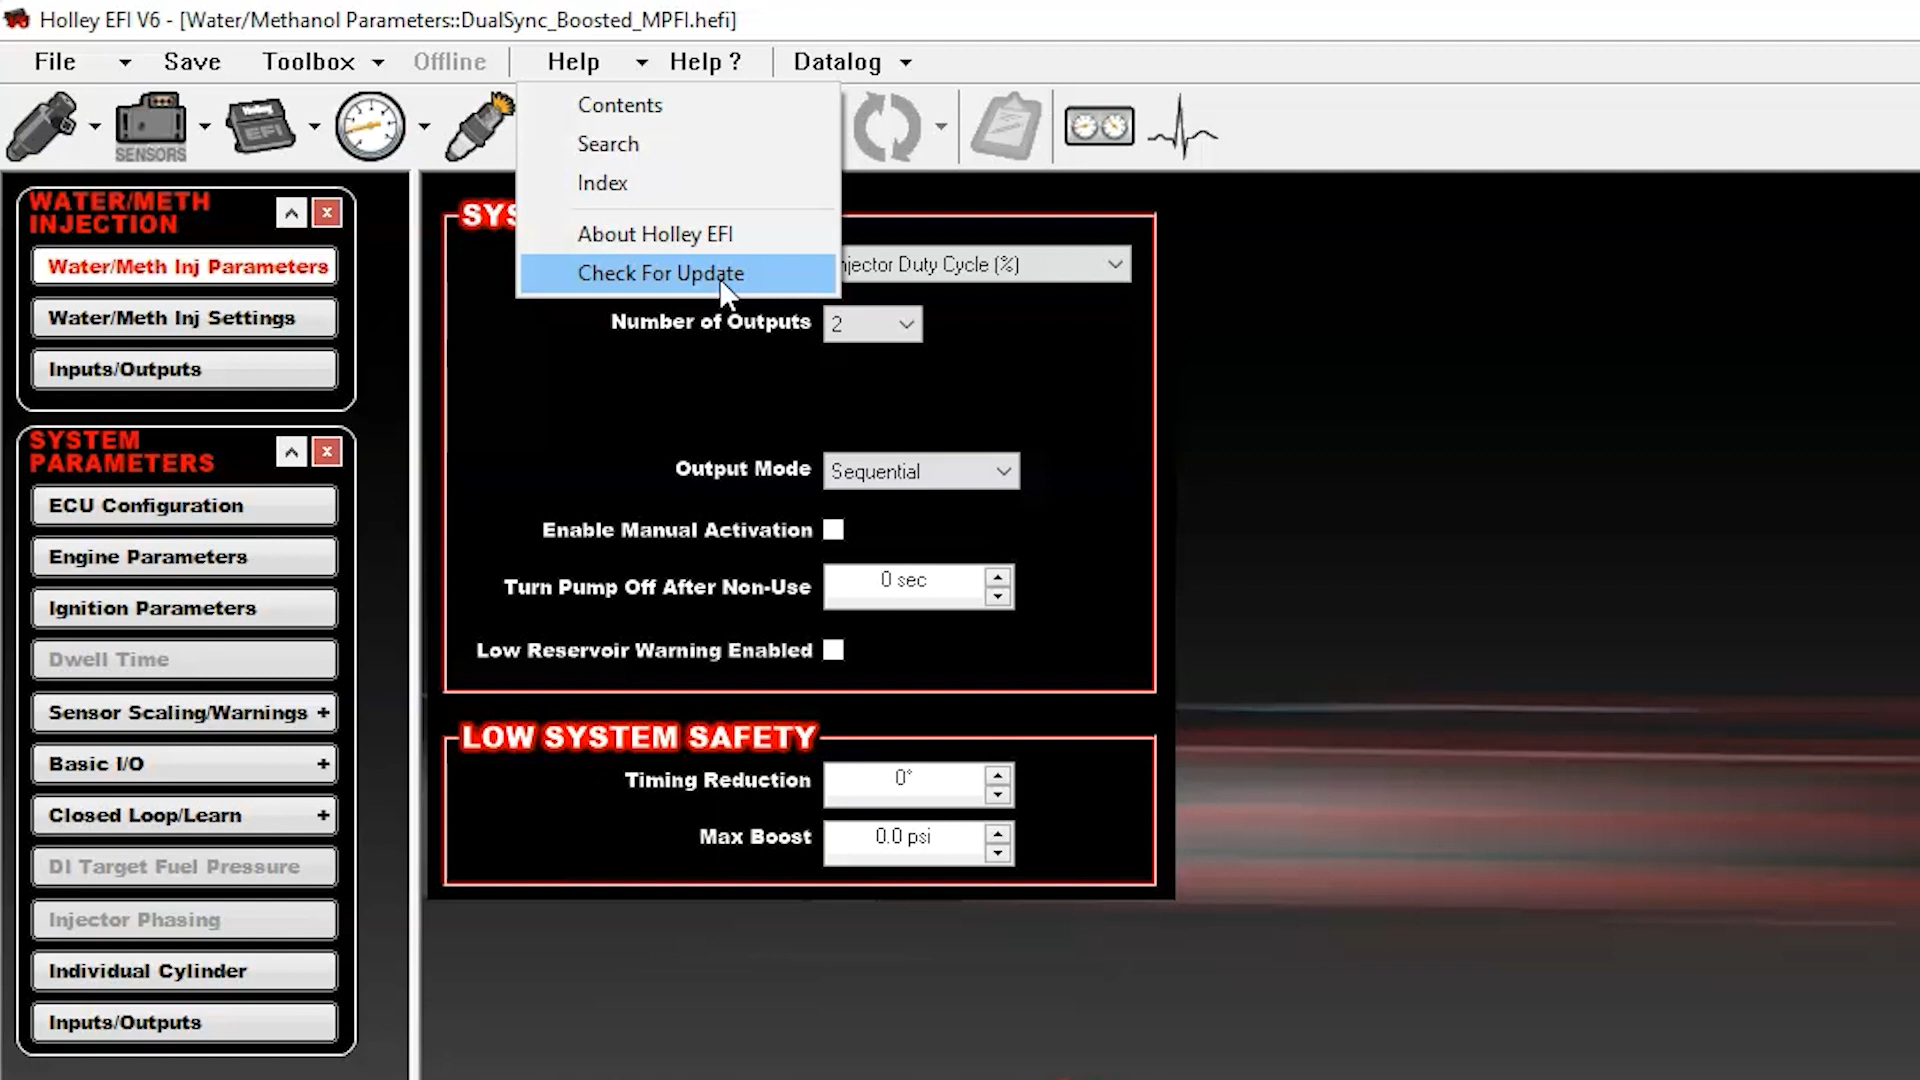 Holley EFI V6 - [Water/Methanol Parameters::DualSync_Boosted_MPFI.hefi]
File Save Toolbox Offline Help Help ? Datalog
SENSORS
EFI
Contents
Search
Index
About Holley EFI
Check For Update
WATER/METH
INJECTION
Water/Meth Inj Parameters
Water/Meth Inj Settings
Inputs/Outputs
SYSTEM
PARAMETERS
ECU Configuration
Engine Parameters
Ignition Parameters
Dwell Time
Sensor Scaling/Warnings +
Basic I/O +
Closed Loop/Learn +
DI Target Fuel Pressure
Injector Phasing
Individual Cylinder
Inputs/Outputs
SYS
njector Duty Cycle (%)
Number of Outputs 2
Output Mode Sequential
Enable Manual Activation
Turn Pump Off After Non-Use 0 sec
Low Reservoir Warning Enabled
LOW SYSTEM SAFETY
Timing Reduction 0°
Max Boost 0.0 psi